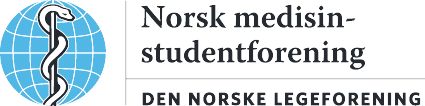 Norsk medisin-
studentforening
DEN NORSKE LEGEFORENING